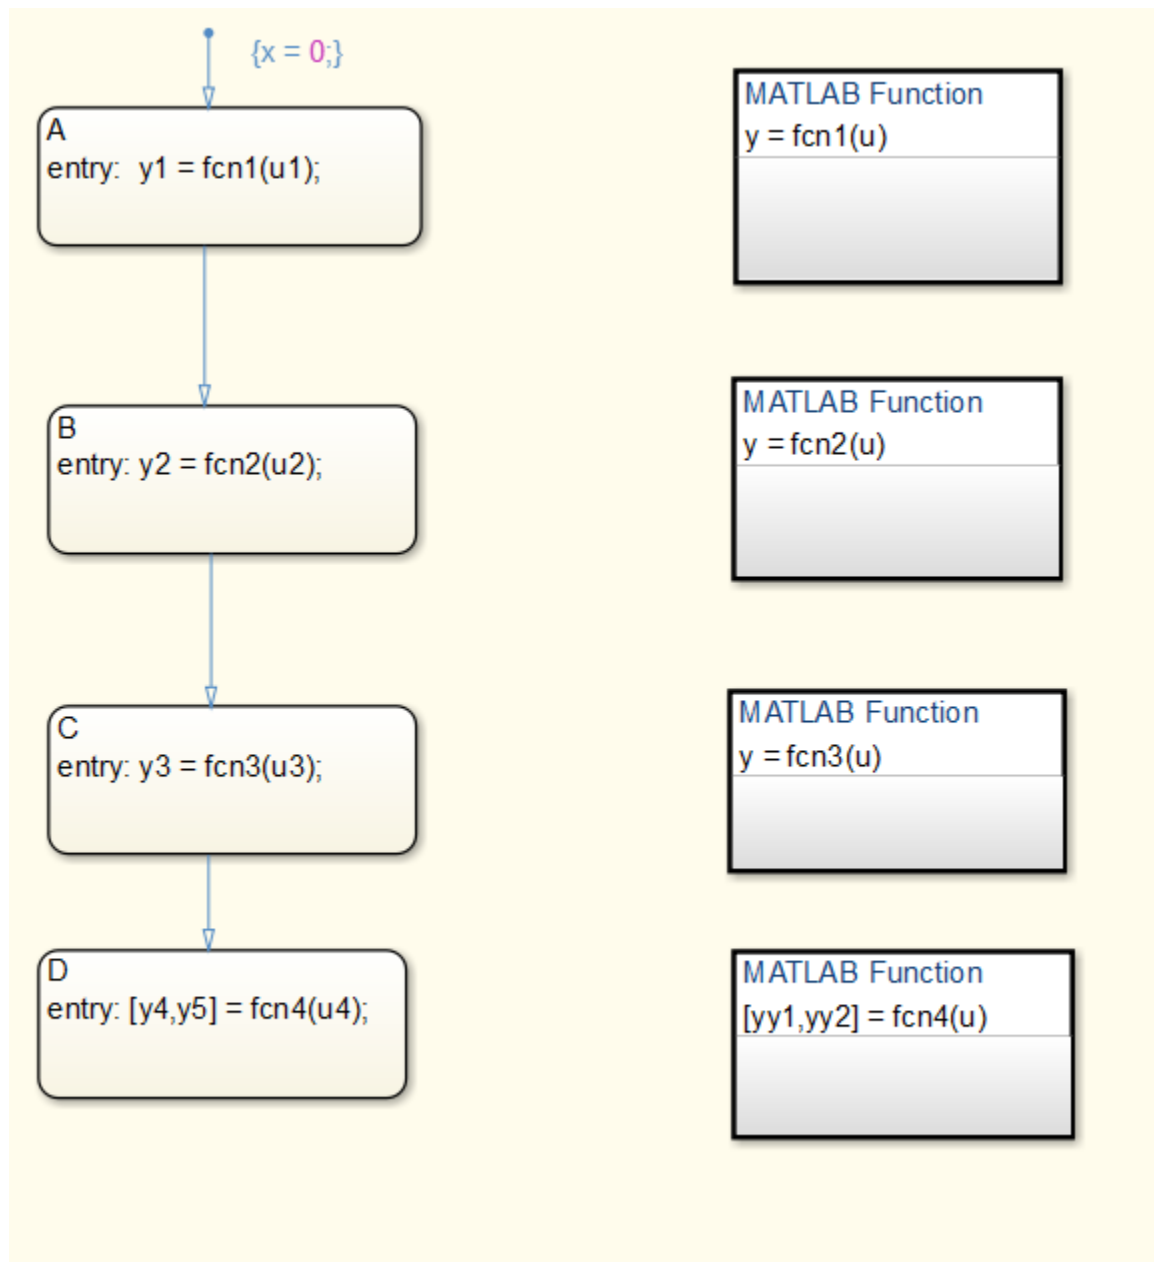 {x = 0;}
A
entry:  y1 = fcn1(u1);
MATLAB Function
y = fcn1(u)
B
entry: y2 = fcn2(u2);
MATLAB Function
y = fcn2(u)
C
entry: y3 = fcn3(u3);
MATLAB Function
y = fcn3(u)
D
entry: [y4,y5] = fcn4(u4);
MATLAB Function
[yy1,yy2] = fcn4(u)